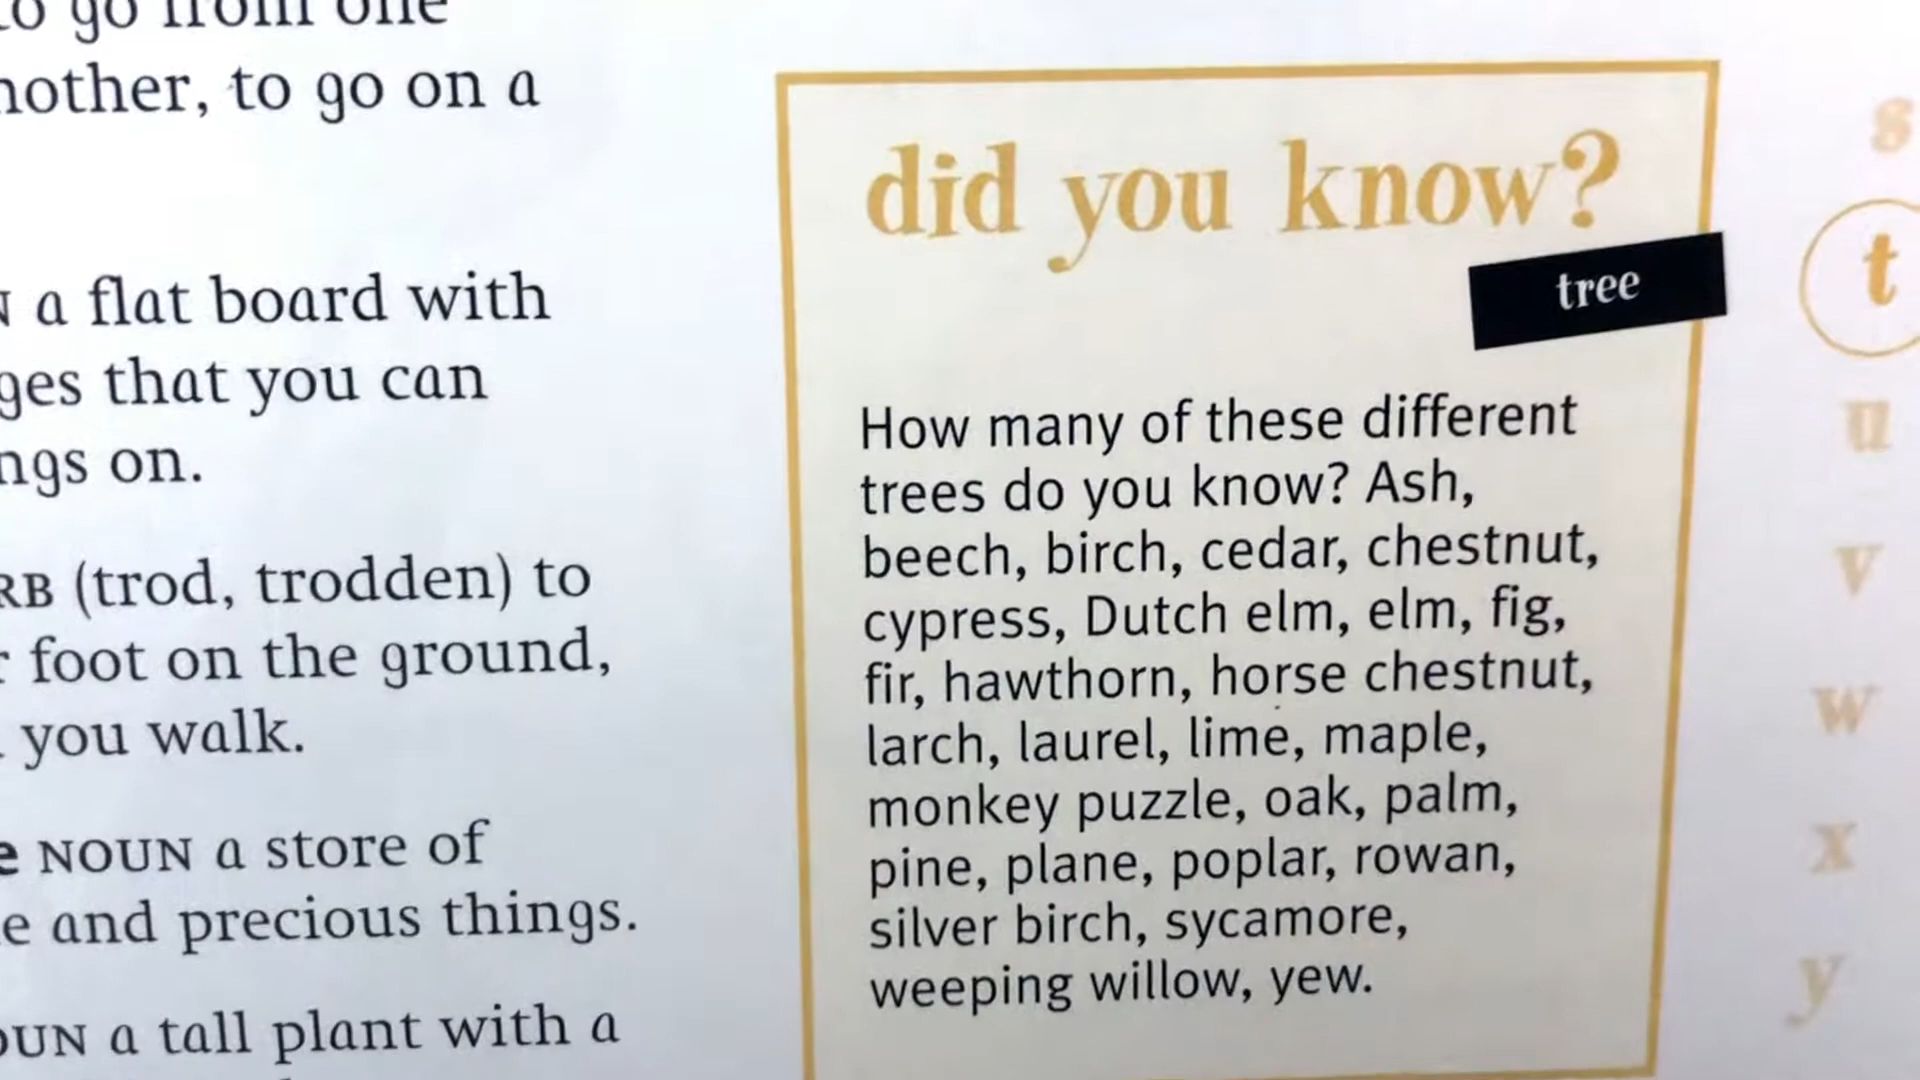 to go from one
nother, to go on a
N a flat board with
ges that you can
ngs on.
RB (trod, trodden) to
r foot on the ground,
you walk.
e NOUN a store of
e and precious things.
OUN a tall plant with a
did you know?
tree
How many of these different
trees do you know? Ash,
beech, birch, cedar, chestnut,
cypress, Dutch elm, elm, fig,
fir, hawthorn, horse chestnut,
larch, laurel, lime, maple,
monkey puzzle, oak, palm,
pine, plane, poplar, rowan,
silver birch, sycamore,
weeping willow, yew.
s
t
u
v
w
x
y